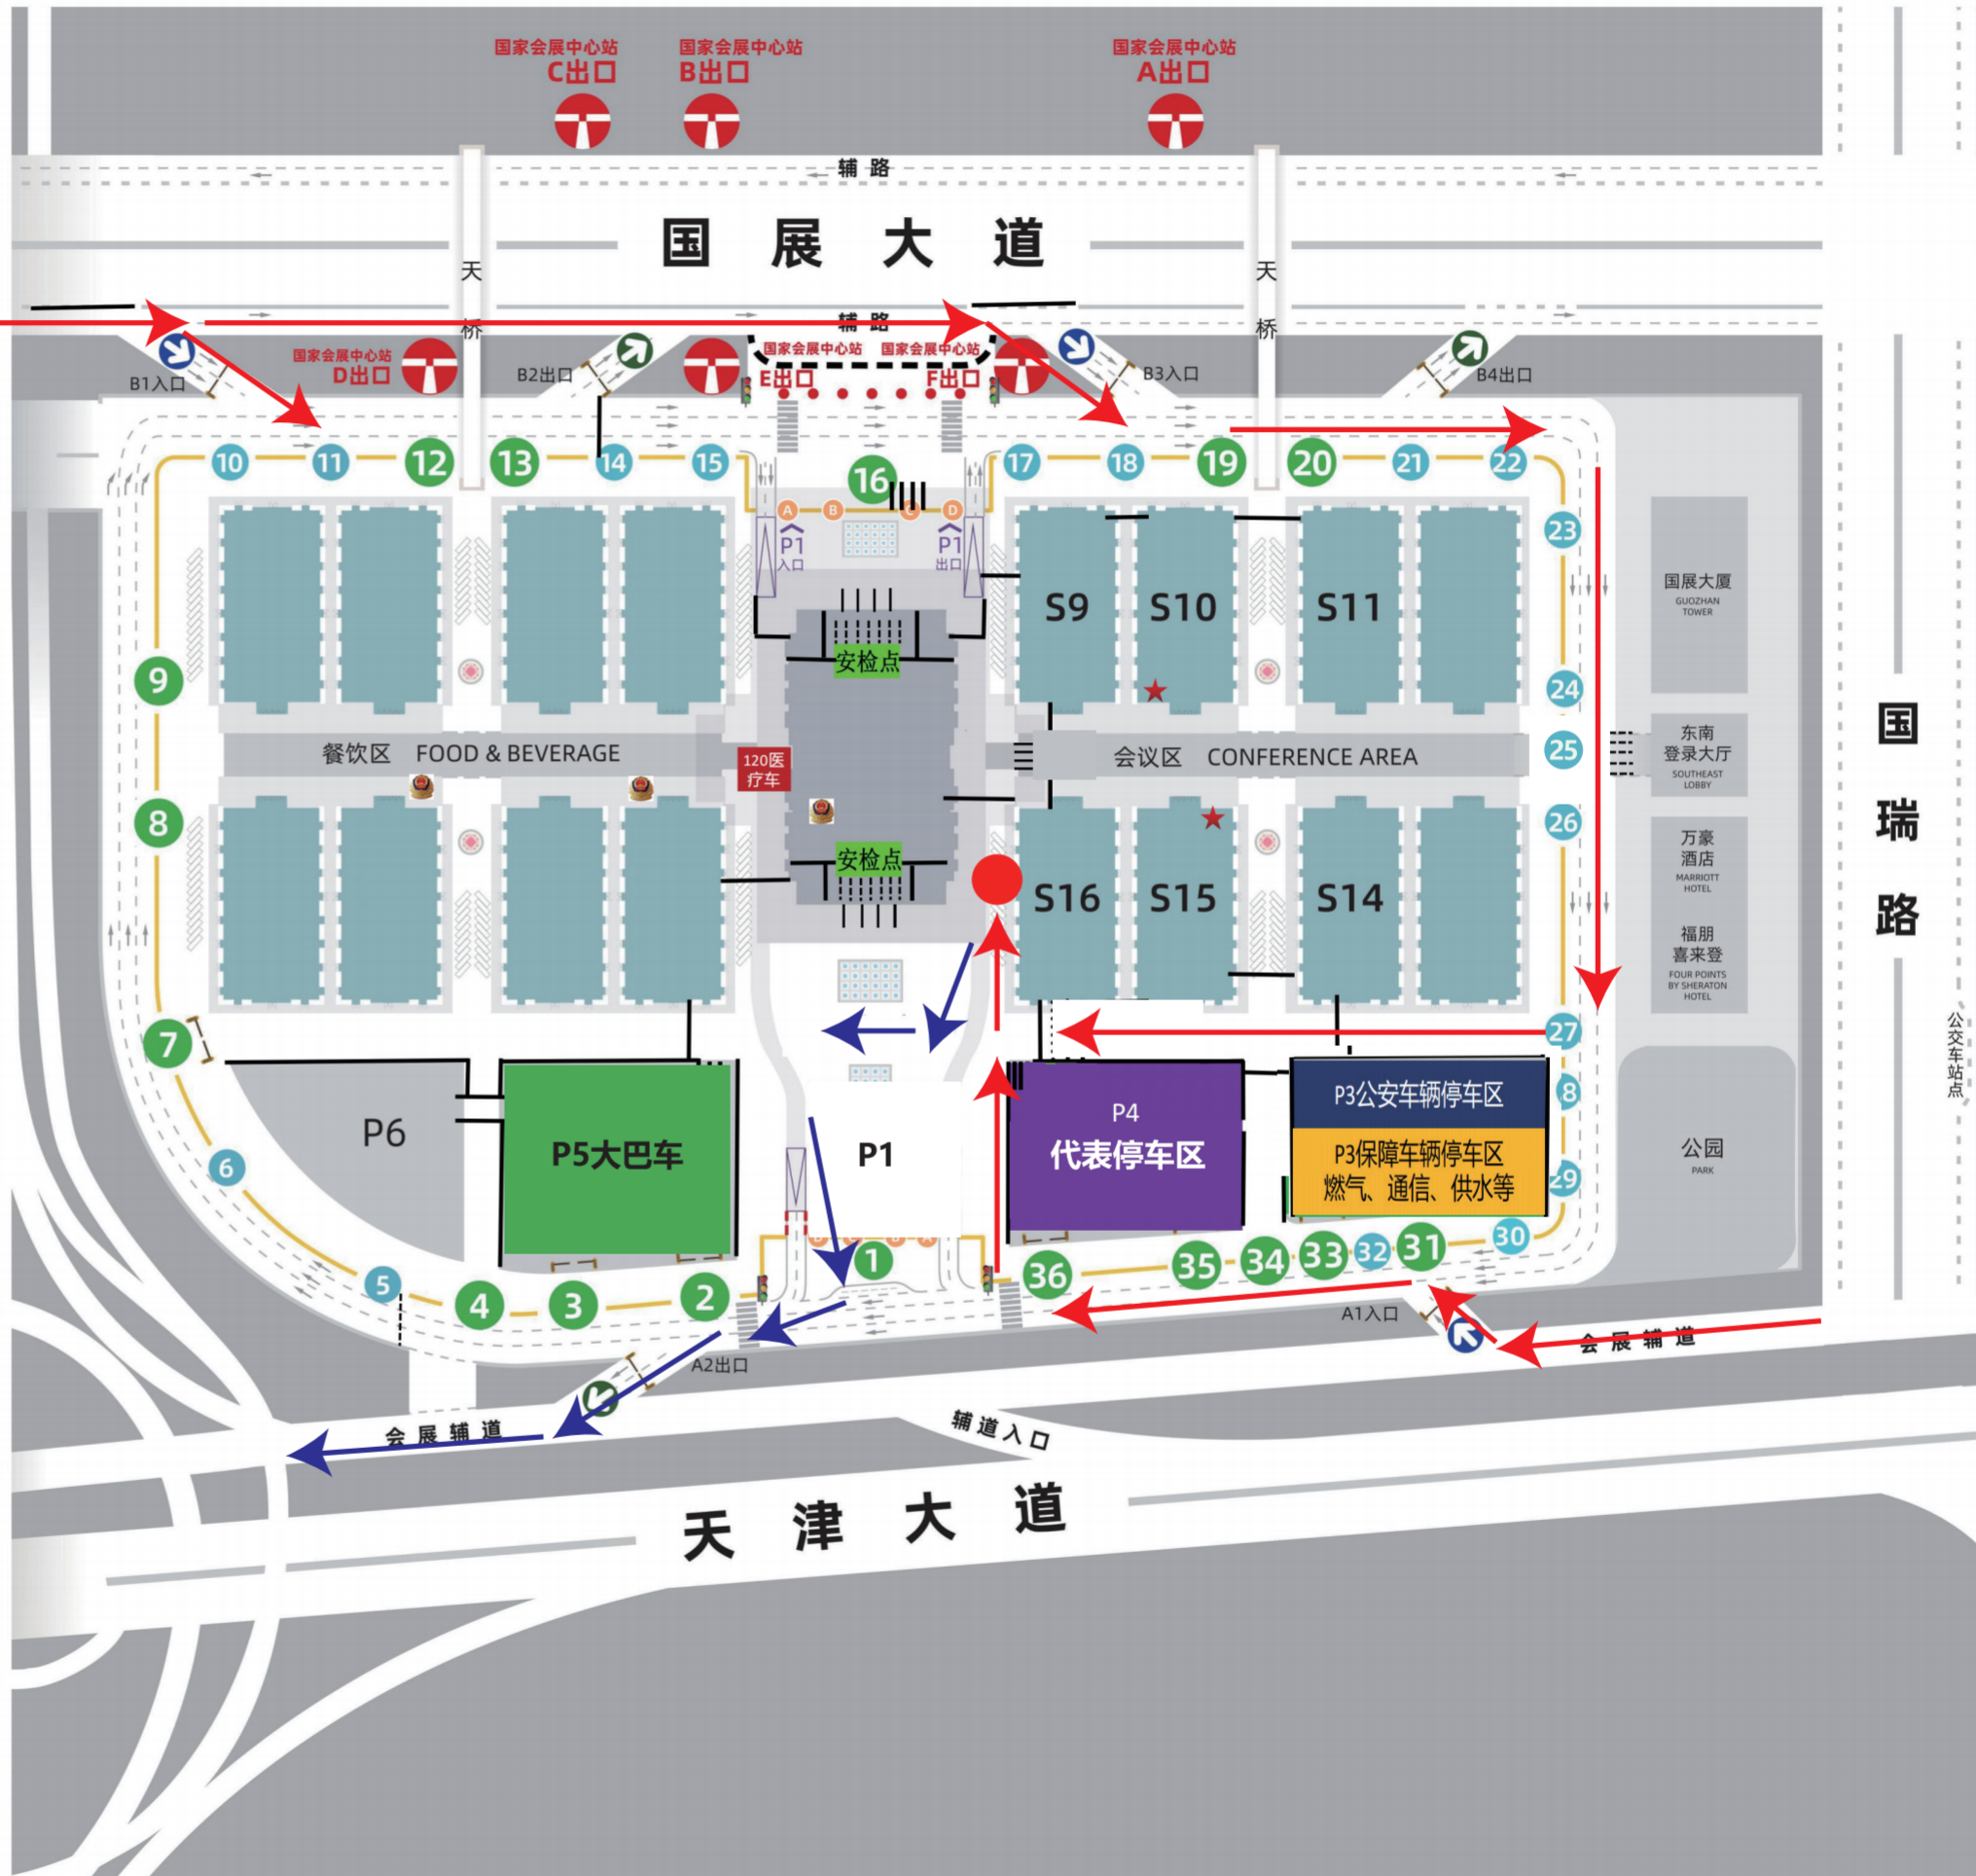 国家会展中心站
C出口
国家会展中心站
B出口
国家会展中心站
A出口
辅 路
国 展 大 道
天
桥
天
桥
辅 路
国家会展中心站
D出口
国家会展中心站
E出口
国家会展中心站
F出口
B1入口
B2出口
B3入口
B4出口
10
11
12
13
14
15
16
17
18
19
20
21
22
A
B
C
D
P1
入口
P1
出口
23
24
25
26
27
8
29
30
31
32
33
34
35
36
9
8
7
6
5
4
3
2
1
S9
S10
S11
安检点
国展大厦
GUOZHAN
TOWER
餐饮区 FOOD & BEVERAGE
120医
疗车
会议区 CONFERENCE AREA
东南
登录大厅
SOUTHEAST
LOBBY
国
瑞
路
安检点
S16
S15
S14
万豪
酒店
MARRIOTT
HOTEL
福朋
喜来登
FOUR POINTS
BY SHERATON
HOTEL
公交车站点
P6
P5大巴车
P1
P4
代表停车区
P3公安车辆停车区
P3保障车辆停车区
燃气、通信、供水等
公园
PARK
A1入口
会 展 辅 道
A2出口
会 展 辅 道
辅 道 入 口
天 津 大 道